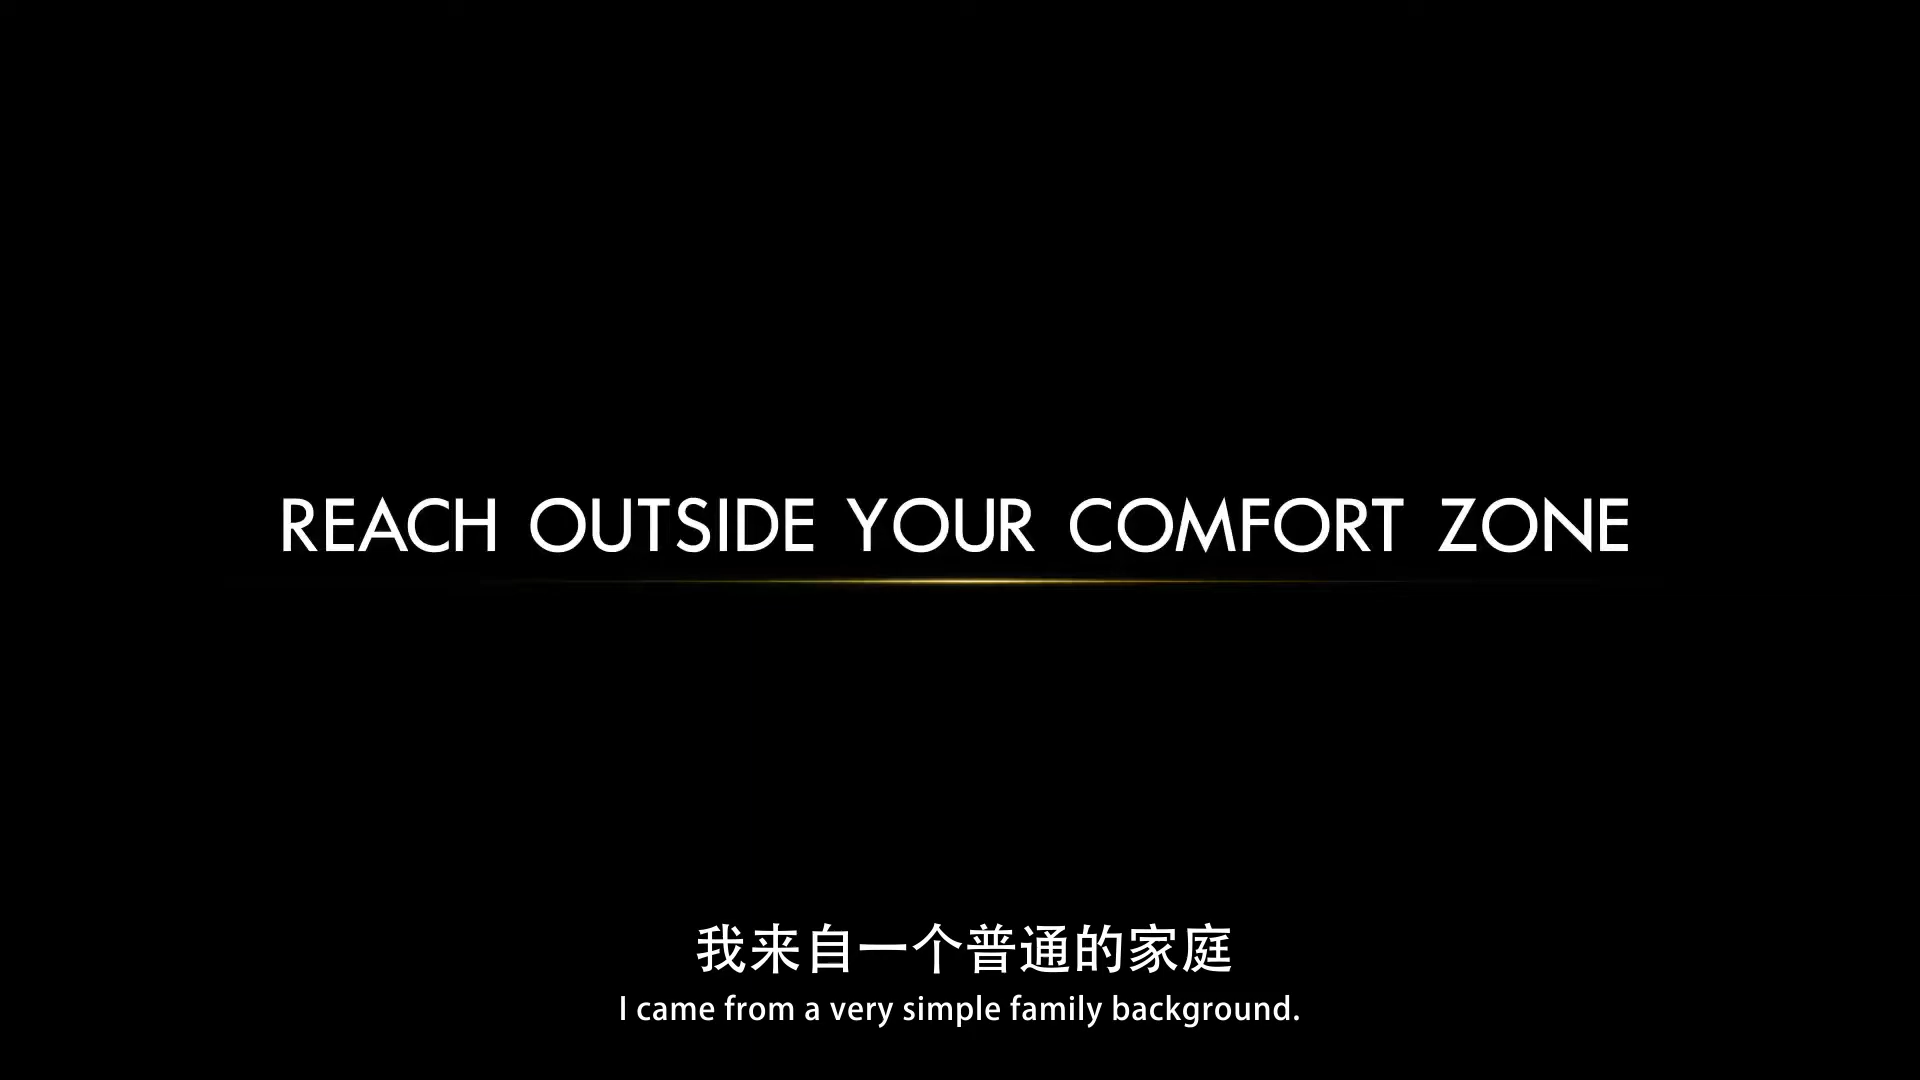 REACH OUTSIDE YOUR COMFORT ZONE
我来自一个普通的家庭
I came from a very simple family background.